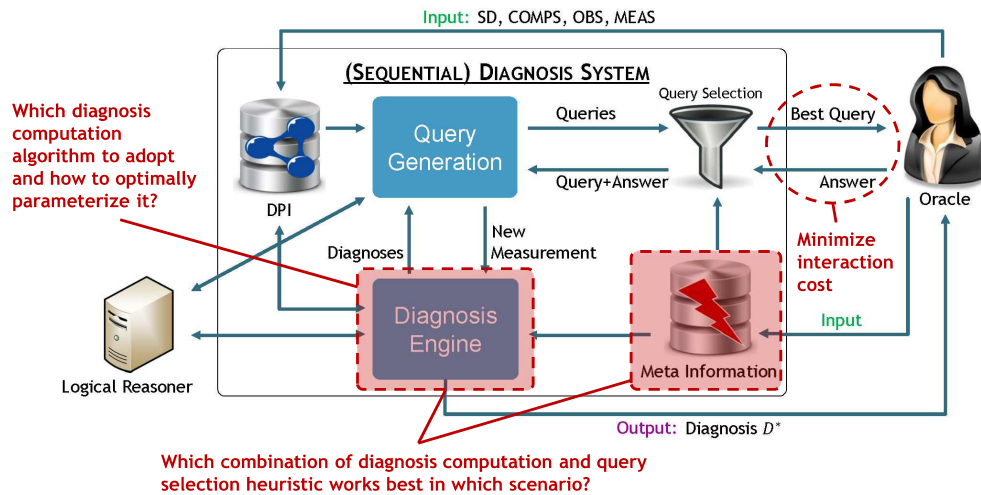 Input: SD, COMPS, OBS, MEAS
(SEQUENTIAL) DIAGNOSIS SYSTEM
Which diagnosis
computation
algorithm to adopt
and how to optimally
parameterize it?
Query
Generation
Queries
Query Selection
Best Query
Query+Answer
Answer
Oracle
DPI
Diagnoses
New
Measurement
Minimize
interaction
cost
Diagnosis
Engine
Input
Logical Reasoner
Meta Information
Output: Diagnosis D*
Which combination of diagnosis computation and query
selection heuristic works best in which scenario?